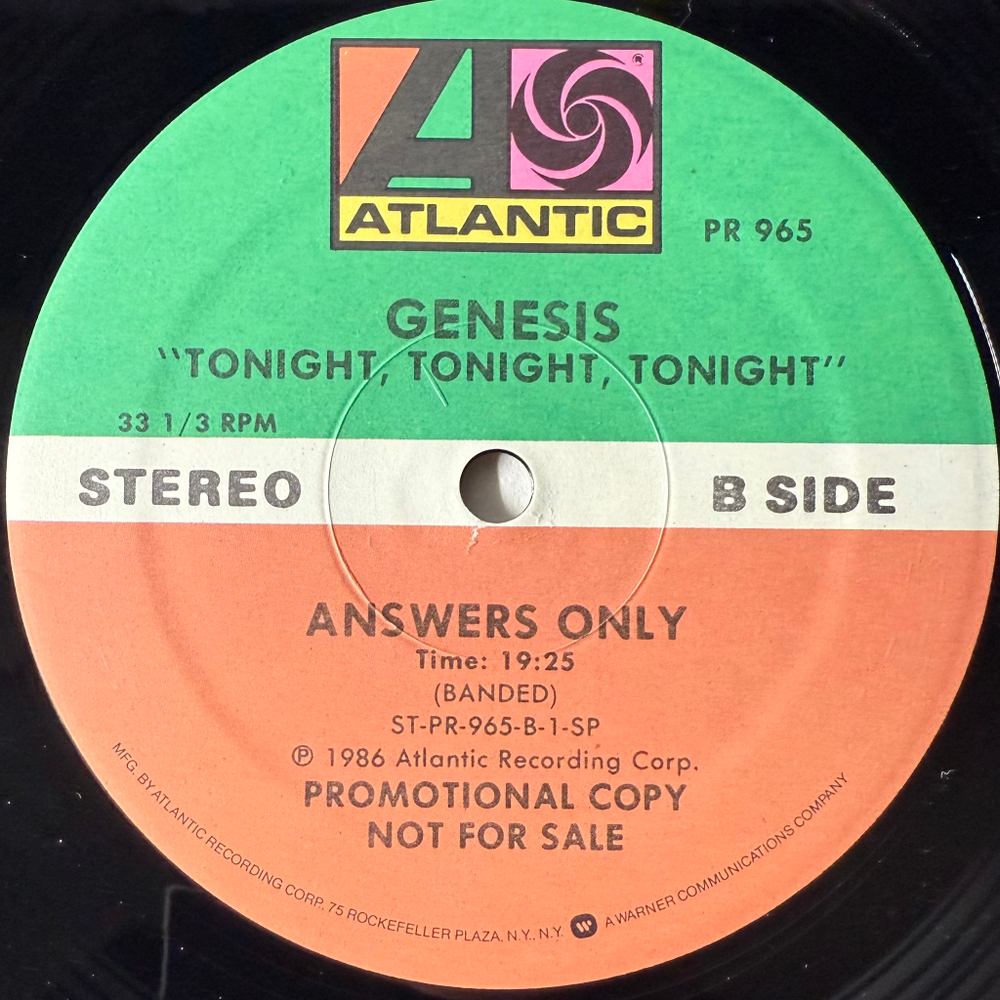 A
®
ATLANTIC
PR 965
GENESIS
"TONIGHT, TONIGHT, TONIGHT"
33 1/3 RPM
STEREO
B SIDE
ANSWERS ONLY
Time: 19:25
(BANDED)
ST-PR-965-B-1-SP
℗ 1986 Atlantic Recording Corp.
PROMOTIONAL COPY
NOT FOR SALE
MFG. BY ATLANTIC RECORDING CORP., 75 ROCKEFELLER PLAZA, N.Y., N.Y. W A WARNER COMMUNICATIONS COMPANY